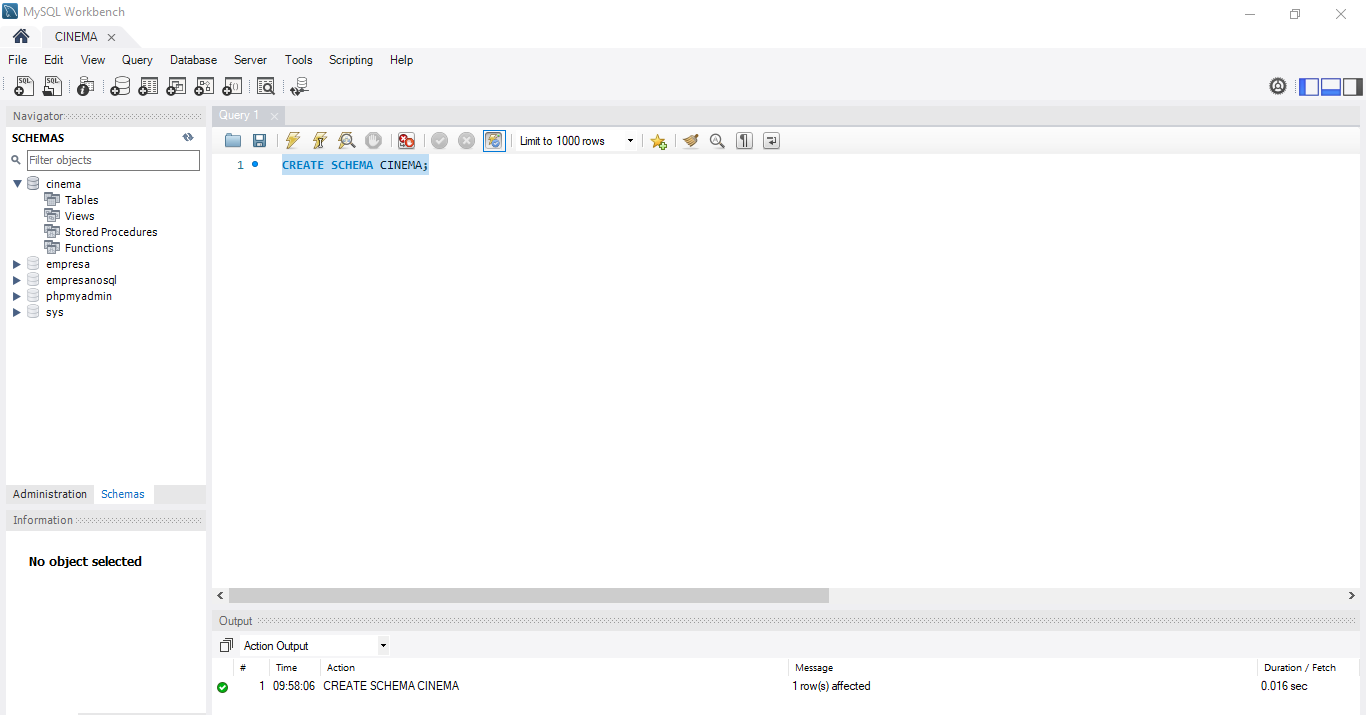 MySQL Workbench
CINEMA
File Edit View Query Database Server Tools Scripting Help
SQL SQL
Navigator
SCHEMAS
Filter objects
cinema
Tables
Views
Stored Procedures
Functions
empresa
empresanosql
phpmyadmin
sys
Administration Schemas
Information
No object selected
Query 1
Limit to 1000 rows
1 CREATE SCHEMA CINEMA;
Output
Action Output
# Time Action Message Duration / Fetch
1 09:58:06 CREATE SCHEMA CINEMA 1 row(s) affected 0.016 sec